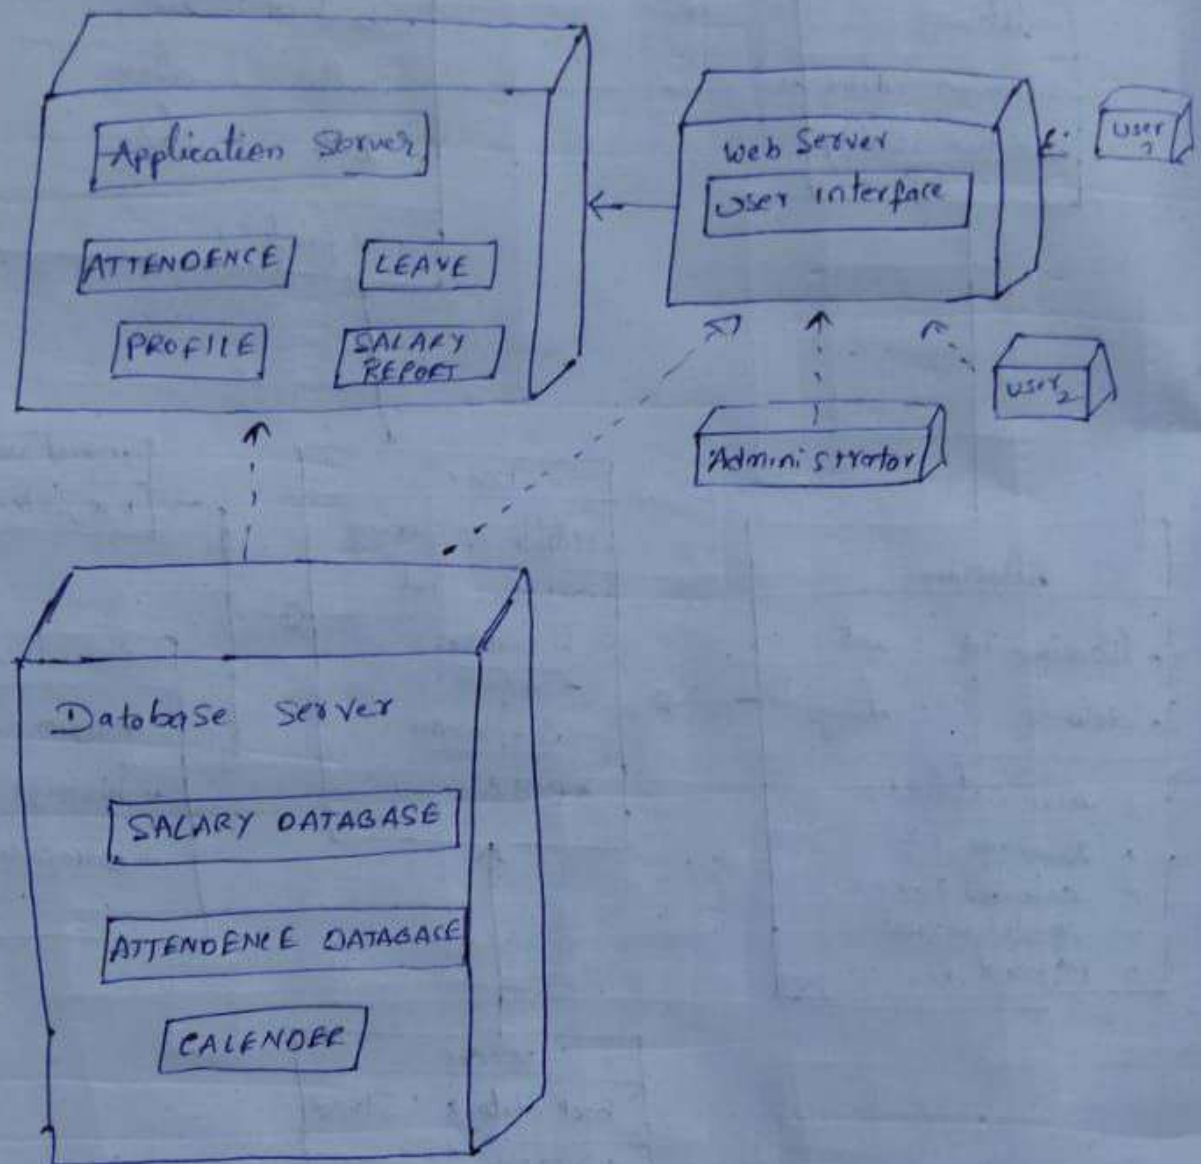 Application Server
ATTENDENCE
LEAVE
PROFILE
SALARY
REPORT
Web Server
User interface
User
1
User2
Administrator
Database Server
SALARY DATABASE
ATTENDENCE DATABACE
CALENDER